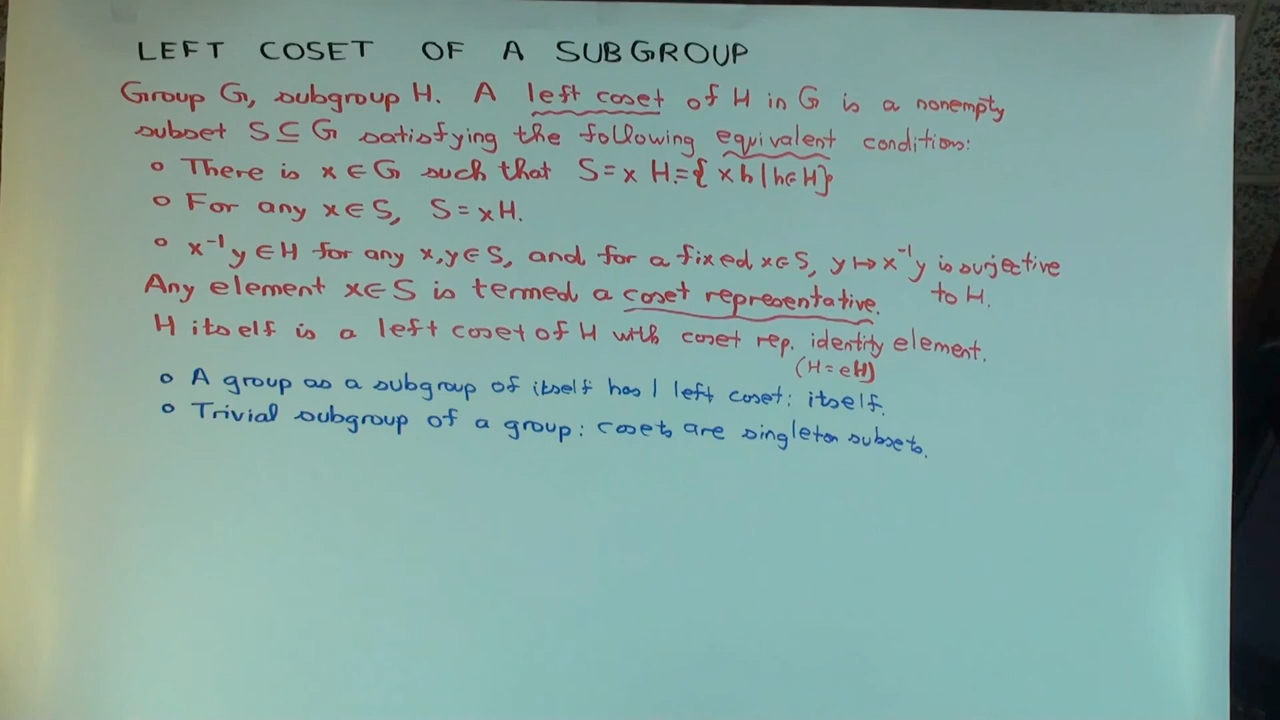 LEFT COSET OF A SUBGROUP
Group G, subgroup H. A left coset of H in G is a nonempty
subset S ⊆ G satisfying the following equivalent conditions:
o There is x ∈ G such that S = x H = { x h | h ∈ H }
o For any x ∈ S, S = xH.
o x⁻¹y ∈ H for any x, y ∈ S, and for a fixed x ∈ S, y ↦ x⁻¹y is surjective
to H.
Any element x ∈ S is termed a coset representative.
H itself is a left coset of H with coset rep. identity element.
(H = eH)
o A group as a subgroup of itself has 1 left coset: itself.
o Trivial subgroup of a group: cosets are singleton subsets.